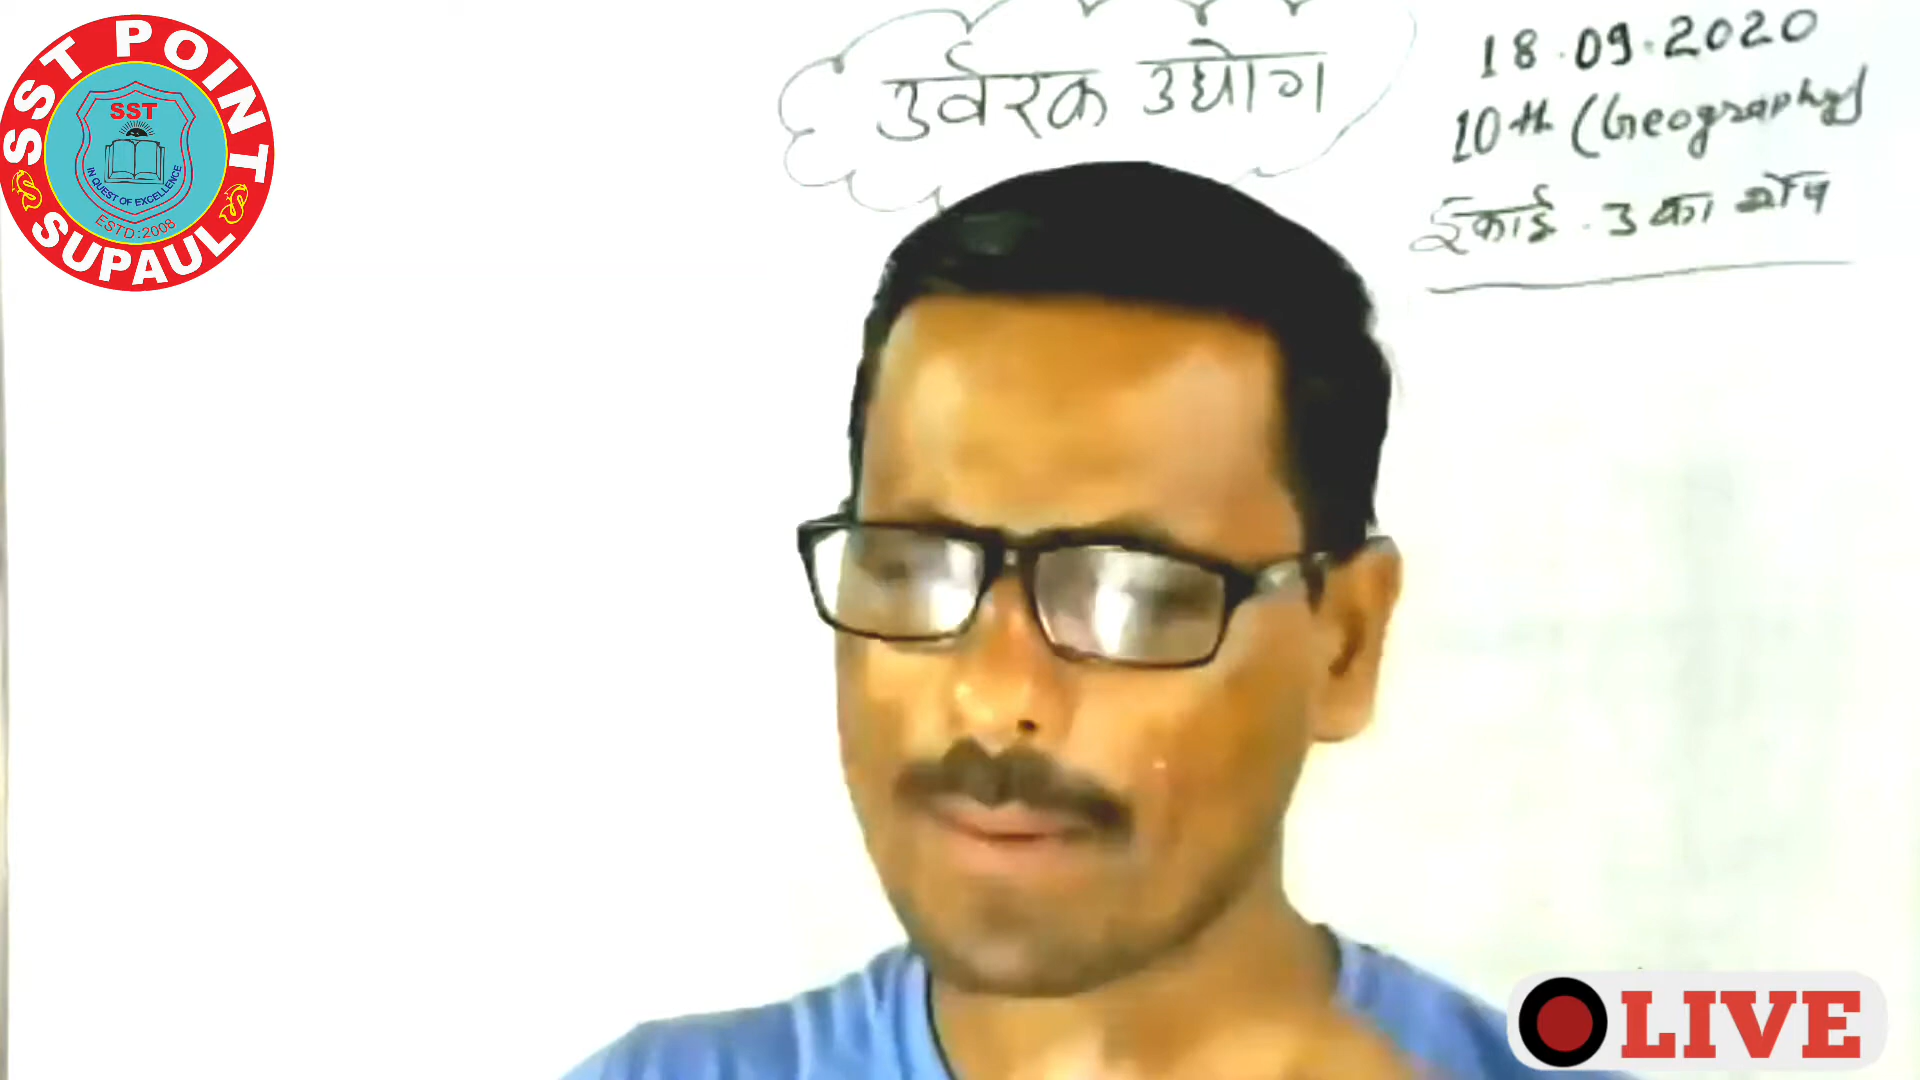 SST POINT
SST
IN QUEST OF EXCELLENCE
ESTD:2008
SUPAUL
उर्वरक उद्योग
18.09.2020
10th (Geography)
इकाई - 3 का शेष
LIVE